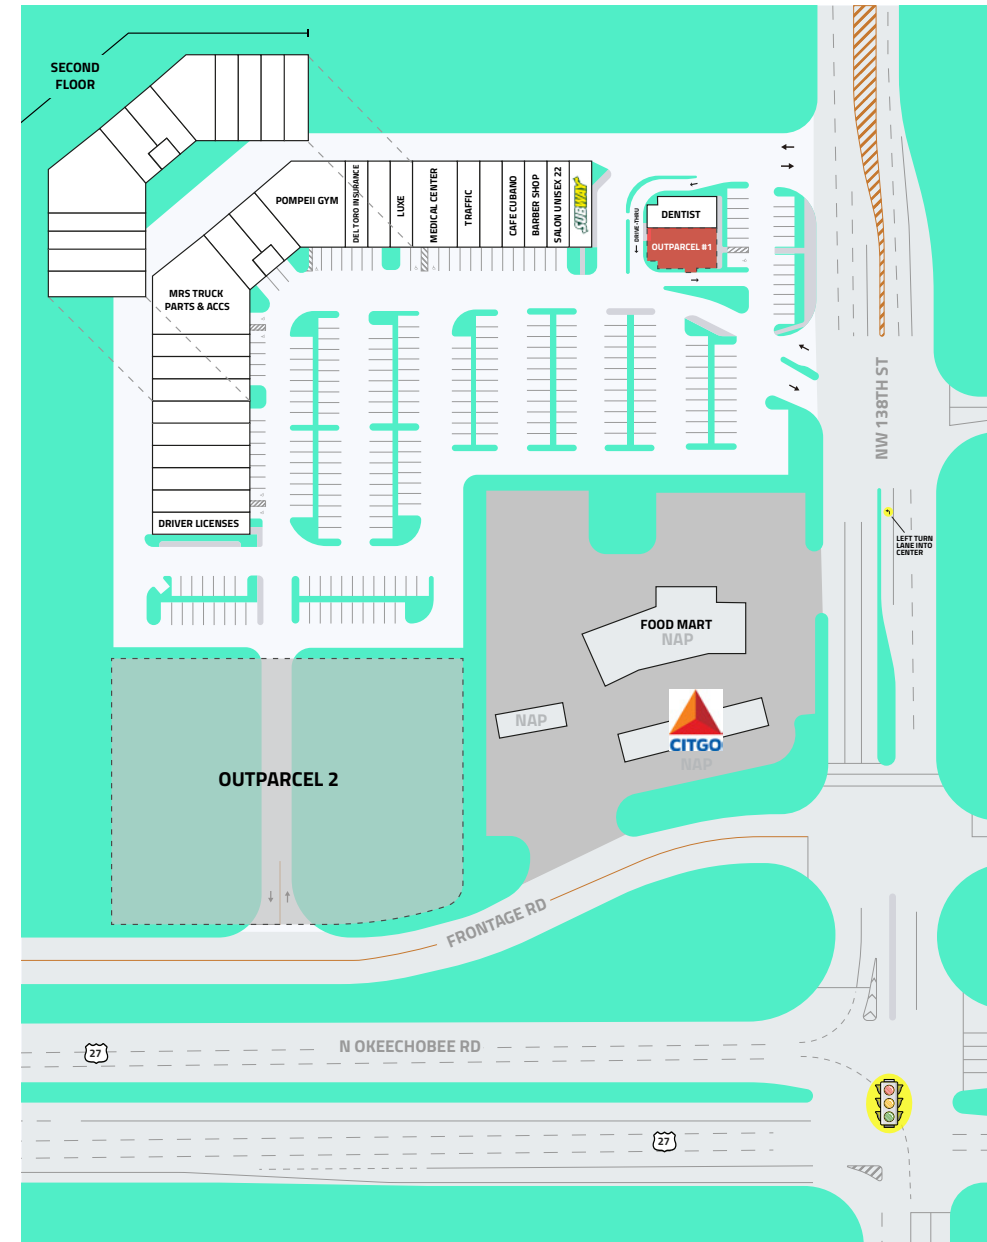 SECOND
FLOOR
POMPEII GYM
DELTORO INSURANCE
LUXE
MEDICAL CENTER
TRAFFIC
CAFE CUBANO
BARBER SHOP
SALON UNISEX 22
SUBWAY
DRIVE-THRU
DENTIST
OUTPARCEL #1
MRS TRUCK
PARTS & ACCS
DRIVER LICENSES
NW 138TH ST
LEFT TURN
LANE INTO
CENTER
FOOD MART
NAP
NAP
CITGO
NAP
OUTPARCEL 2
FRONTAGE RD
N OKEECHOBEE RD
27
27